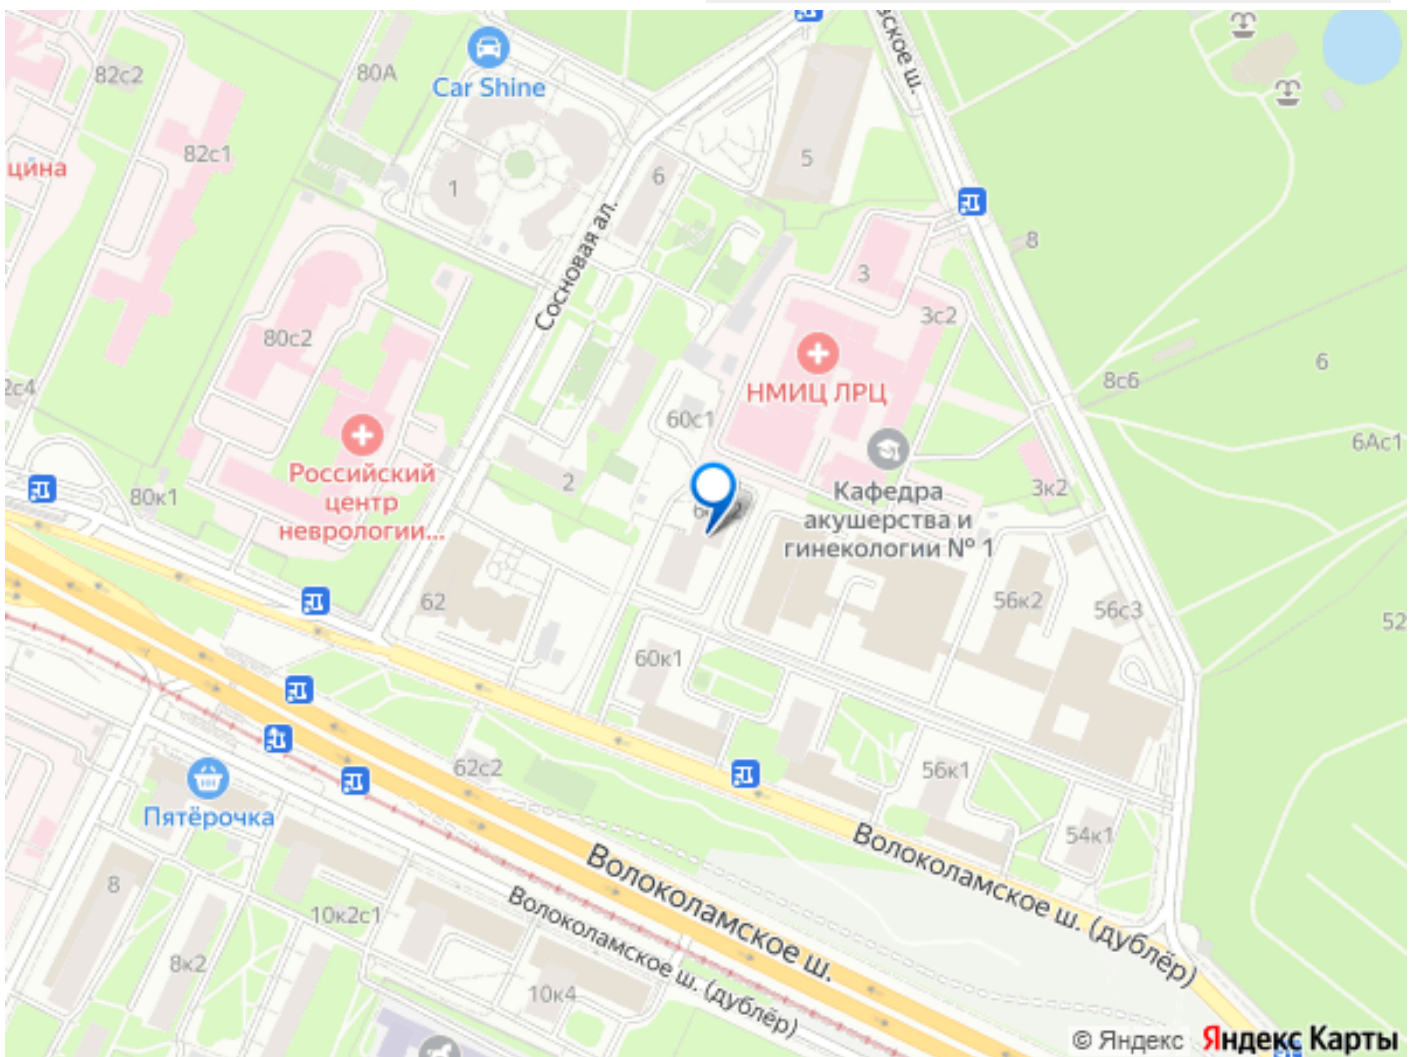 вское ш.
82с2
80А
Car Shine
82с1
цина
1
6
5
Сосновая ал.
8
3
3с2
80с2
НМИЦ ЛРЦ
8с6
6
2с4
60с1
6Ас1
Российский
центр
неврологии...
2
80к1
Кафедра
акушерства и
гинекологии № 1
3к2
62
56к2
56с3
52
60к1
62с2
56к1
Пятёрочка
54к1
8
10к2с1
8к2
10к4
Волоколамское ш.
Волоколамское ш. (дублёр)
Волоколамское ш. (дублёр)
© Яндекс Яндекс Карты